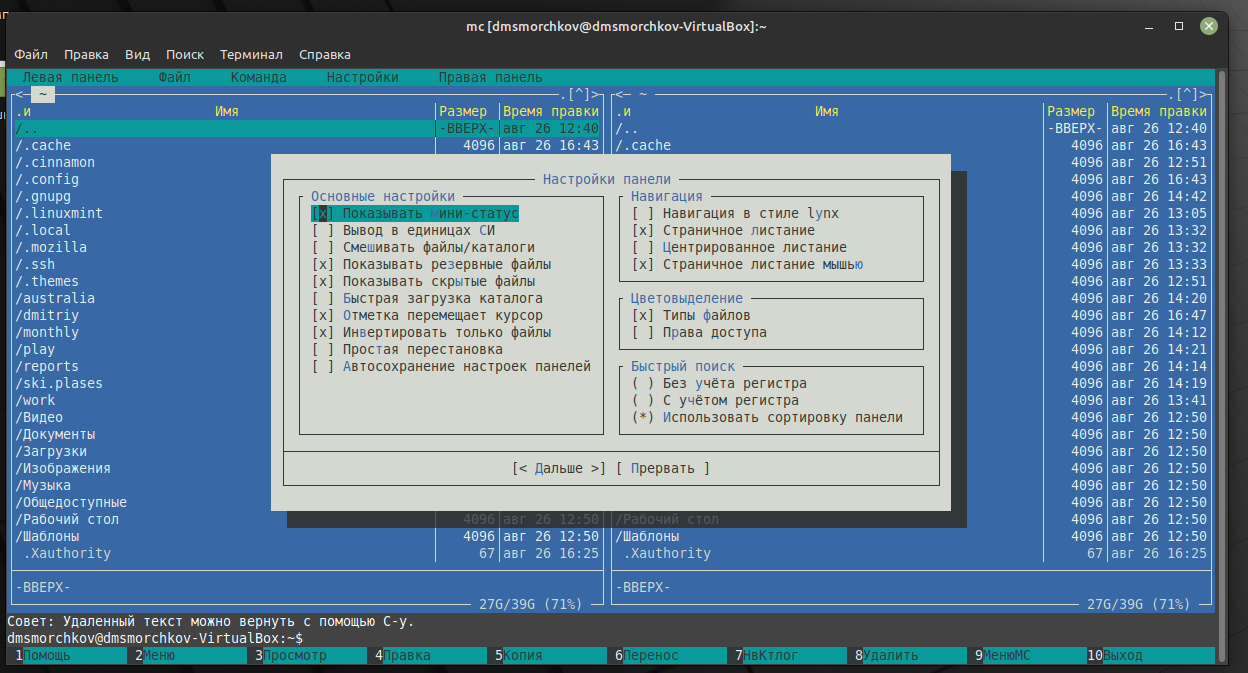 mc [dmsmorchkov@dmsmorchkov-VirtualBox]:~
Файл Правка Вид Поиск Терминал Справка
Левая панель Файл Команда Настройки Правая панель
<─ ~ ─.[^]>
.и Имя Размер Время правки
/.. -ВВЕРХ- авг 26 12:40
/.cache 4096 авг 26 16:43
/.cinnamon
/.config
/.gnupg
/.linuxmint
/.local
/.mozilla
/.ssh
/.themes
/australia
/dmitriy
/monthly
/play
/reports
/ski.plases
/work
/Видео
/Документы
/Загрузки
/Изображения
/Музыка
/Общедоступные
/Рабочий стол 4096 авг 26 12:50
/Шаблоны 4096 авг 26 12:50
.Xauthority 67 авг 26 16:25
-ВВЕРХ-
27G/39G (71%)
<─ ~ ─.[^]>
.и Имя Размер Время правки
/.. -ВВЕРХ- авг 26 12:40
/.cache 4096 авг 26 16:43
4096 авг 26 12:51
4096 авг 26 16:43
4096 авг 26 14:42
4096 авг 26 13:05
4096 авг 26 13:32
4096 авг 26 13:32
4096 авг 26 13:33
4096 авг 26 12:51
4096 авг 26 14:20
4096 авг 26 16:47
4096 авг 26 14:12
4096 авг 26 14:21
4096 авг 26 14:14
4096 авг 26 14:19
4096 авг 26 13:41
4096 авг 26 12:50
4096 авг 26 12:50
4096 авг 26 12:50
4096 авг 26 12:50
4096 авг 26 12:50
4096 авг 26 12:50
/Рабочий стол 4096 авг 26 12:50
/Шаблоны 4096 авг 26 12:50
.Xauthority 67 авг 26 16:25
-ВВЕРХ-
27G/39G (71%)
Настройки панели
Основные настройки
[x] Показывать мини-статус
[ ] Вывод в единицах СИ
[ ] Смешивать файлы/каталоги
[x] Показывать резервные файлы
[x] Показывать скрытые файлы
[ ] Быстрая загрузка каталога
[x] Отметка перемещает курсор
[x] Инвертировать только файлы
[ ] Простая перестановка
[ ] Автосохранение настроек панелей
Навигация
[ ] Навигация в стиле lynx
[x] Страничное листание
[ ] Центрированное листание
[x] Страничное листание мышью
Цветовыделение
[x] Типы файлов
[ ] Права доступа
Быстрый поиск
( ) Без учёта регистра
( ) С учётом регистра
(*) Использовать сортировку панели
[< Дальше >] [ Прервать ]
Совет: Удаленный текст можно вернуть с помощью C-y.
dmsmorchkov@dmsmorchkov-VirtualBox:~$
1Помощь 2Меню 3Просмотр 4Правка 5Копия 6Перенос 7НвКтлог 8Удалить 9МенюМС 10Выход